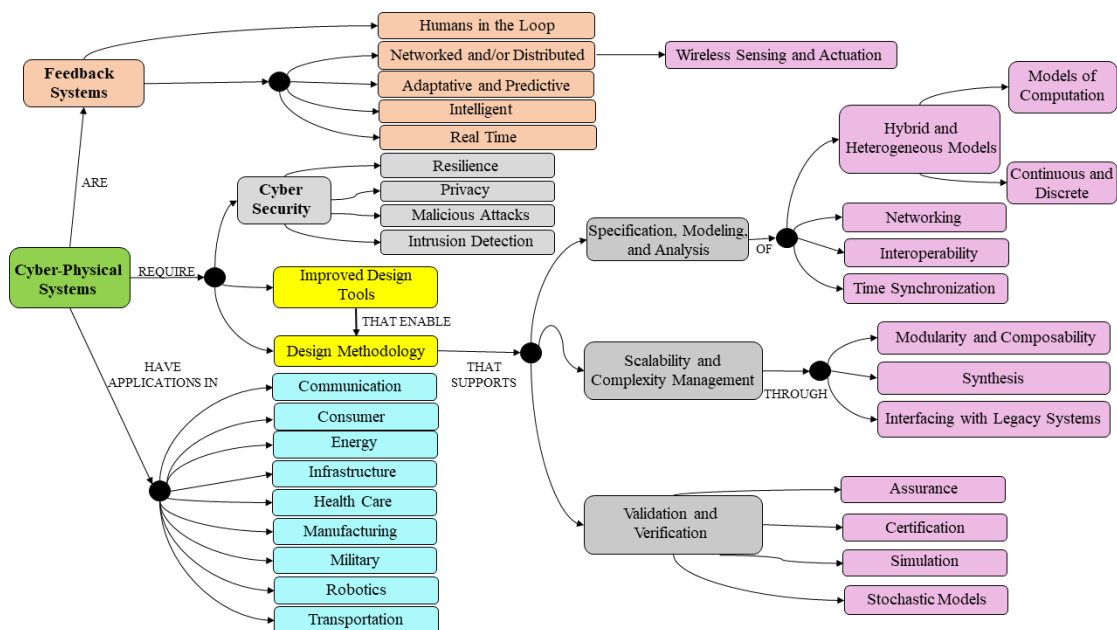 Humans in the Loop
Networked and/or Distributed
Wireless Sensing and Actuation
Feedback
Systems
Adaptative and Predictive
Intelligent
Real Time
Models of
Computation
Hybrid and
Heterogeneous Models
Continuous and
Discrete
ARE
Cyber
Security
Resilience
Privacy
Malicious Attacks
Intrusion Detection
Specification, Modeling,
and Analysis
OF
Networking
Interoperability
Time Synchronization
Cyber-Physical
Systems
REQUIRE
Improved Design
Tools
THAT ENABLE
Design Methodology
THAT
SUPPORTS
Scalability and
Complexity Management
THROUGH
Modularity and Composability
Synthesis
Interfacing with Legacy Systems
HAVE
APPLICATIONS IN
Communication
Consumer
Energy
Infrastructure
Health Care
Manufacturing
Military
Robotics
Transportation
Validation and
Verification
Assurance
Certification
Simulation
Stochastic Models